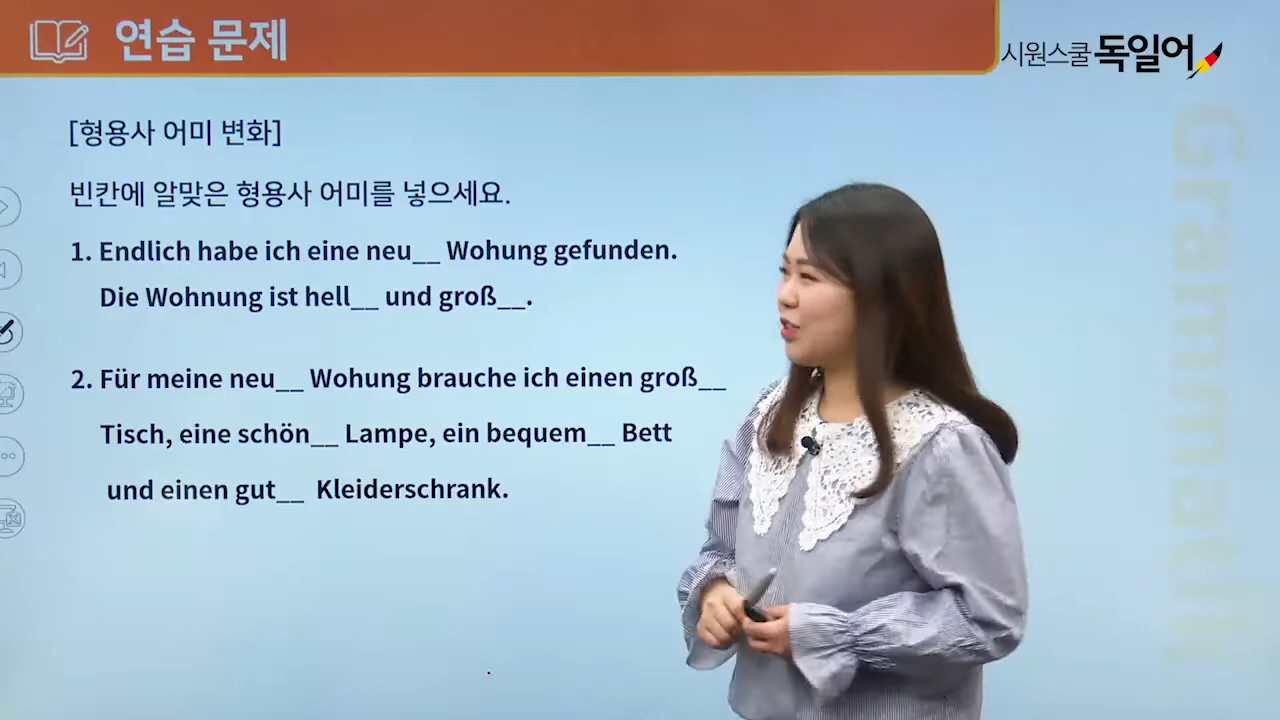 연습 문제
시원스쿨 독일어
[형용사 어미 변화]
빈칸에 알맞은 형용사 어미를 넣으세요.
1. Endlich habe ich eine neu__ Wohung gefunden.
Die Wohnung ist hell__ und groß__.
2. Für meine neu__ Wohung brauche ich einen groß__
Tisch, eine schön__ Lampe, ein bequem__ Bett
und einen gut__ Kleiderschrank.
Grammatik